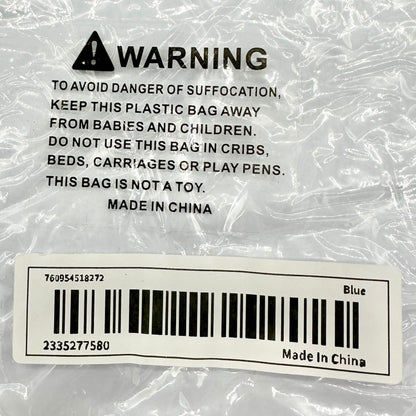 WARNING
TO AVOID DANGER OF SUFFOCATION,
KEEP THIS PLASTIC BAG AWAY
FROM BABIES AND CHILDREN.
DO NOT USE THIS BAG IN CRIBS,
BEDS, CARRIAGES OR PLAY PENS.
THIS BAG IS NOT A TOY.
MADE IN CHINA
760954518272 Blue
2335277580 Made In China